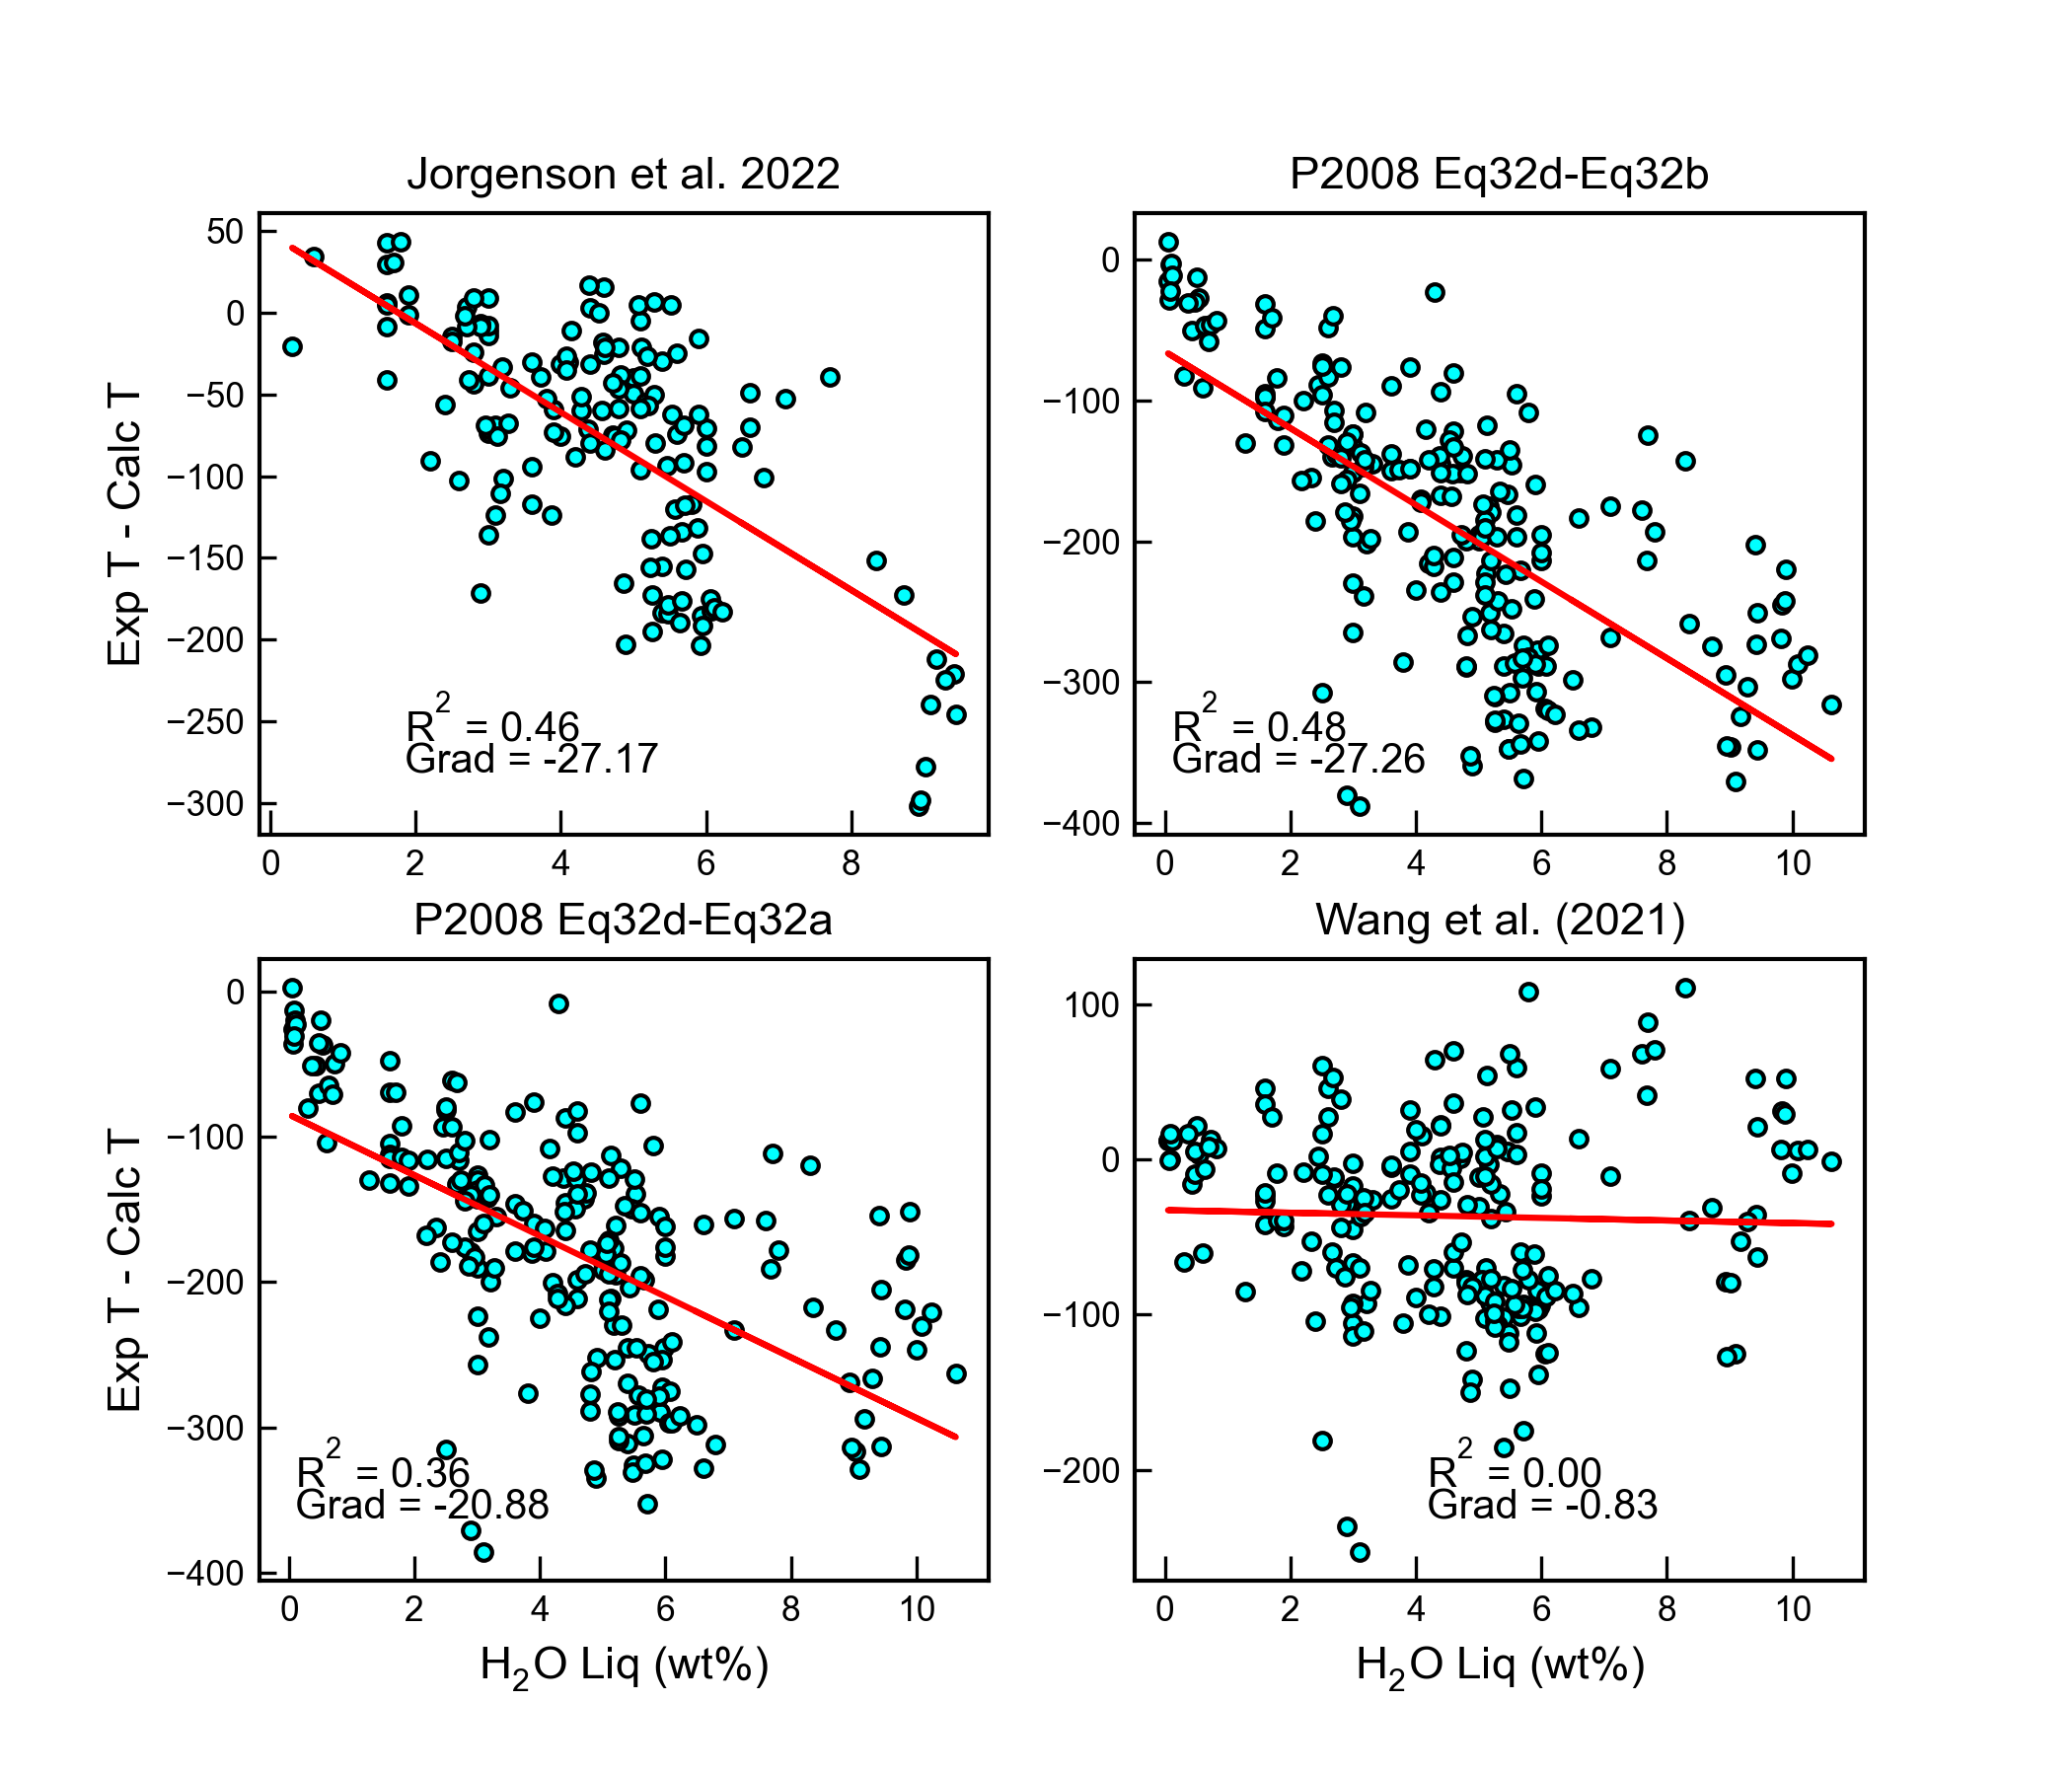 Jorgenson et al. 2022
P2008 Eq32d-Eq32b
50
0
−50
−100
−150
−200
−250
−300
Exp T - Calc T
R² = 0.46
Grad = -27.17
0 2 4 6 8
0
−100
−200
−300
−400
R² = 0.48
Grad = -27.26
0 2 4 6 8 10
P2008 Eq32d-Eq32a
Wang et al. (2021)
0
−100
−200
−300
−400
Exp T - Calc T
R² = 0.36
Grad = -20.88
0 2 4 6 8 10
H₂O Liq (wt%)
100
0
−100
−200
R² = 0.00
Grad = -0.83
0 2 4 6 8 10
H₂O Liq (wt%)